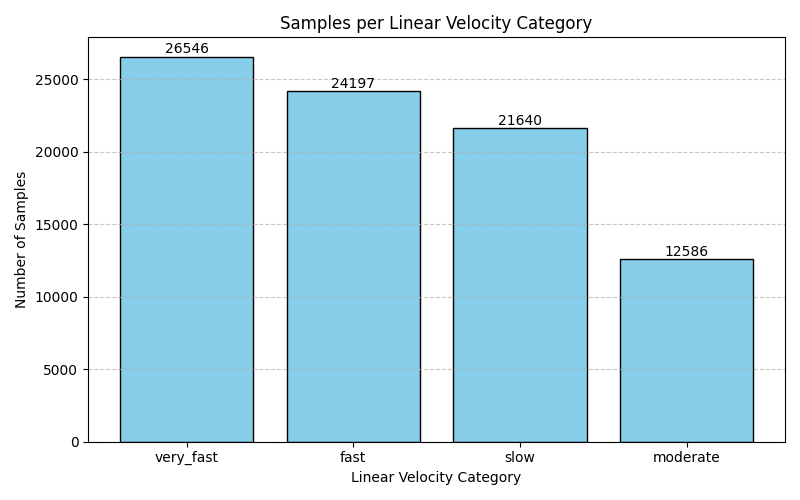 Samples per Linear Velocity Category
Number of Samples
25000
20000
15000
10000
5000
0
26546
24197
21640
12586
very_fast
fast
slow
moderate
Linear Velocity Category